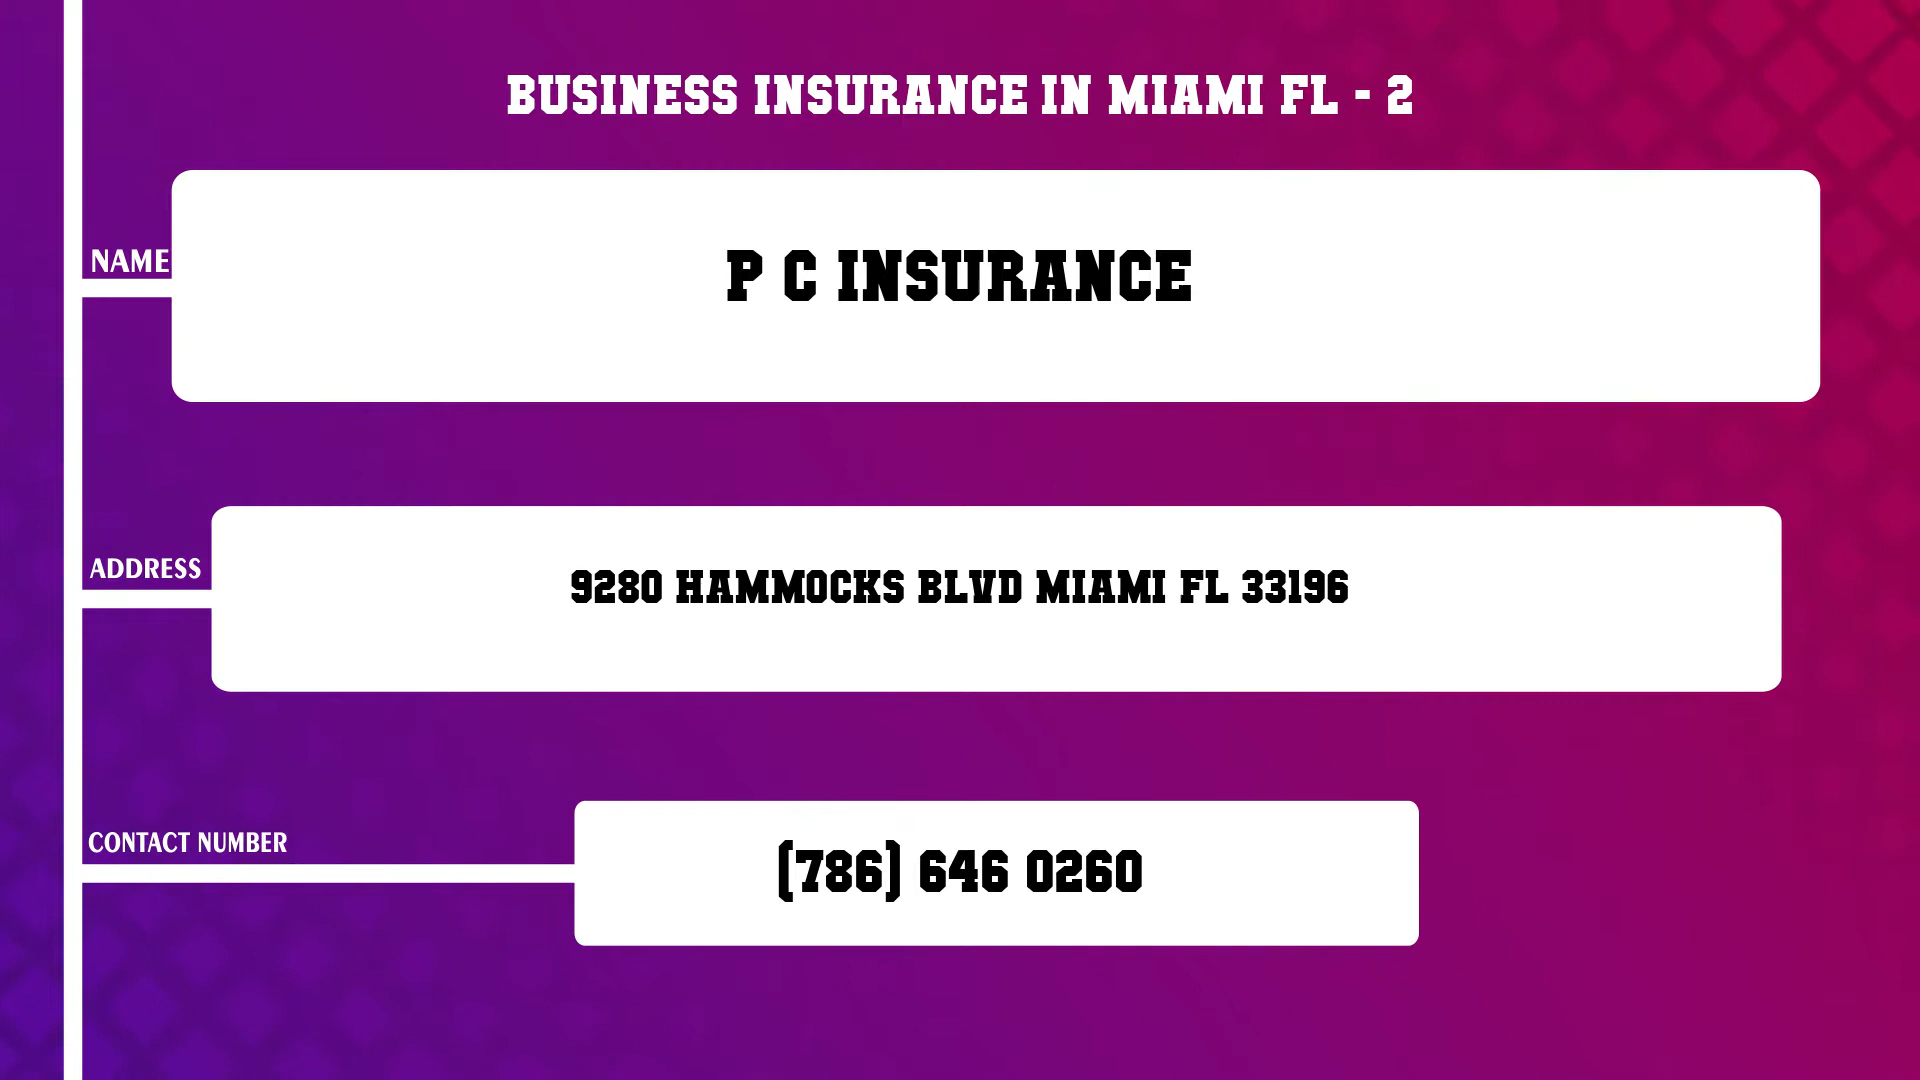 BUSINESS INSURANCE IN MIAMI FL - 2
NAME
P C INSURANCE
ADDRESS
9280 HAMMOCKS BLVD MIAMI FL 33196
CONTACT NUMBER
(786) 646 0260